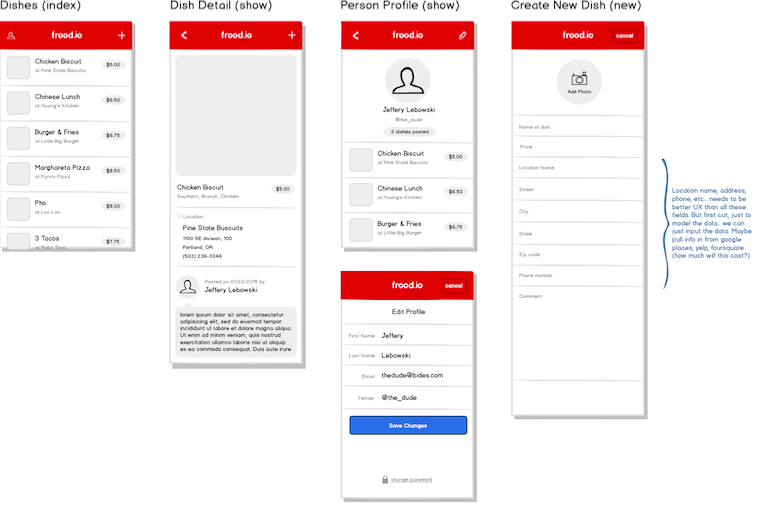 Dishes (index)
frood.io
Chicken Biscuit
at Pine State Biscuits
$5.00
Chinese Lunch
at Huang's Kitchen
$6.50
Burger & Fries
at Little Big Burger
$6.75
Marghareta Pizza
at Pyro's Pizza
$8.50
Pho
at Luc Lac
$8.00
3 Tacos
$7.75
Dish Detail (show)
frood.io
Chicken Biscuit
Southern, Brunch, Chicken
$5.00
Location
Pine State Buscuits
1100 SE division, 100
Portland, OR
(503) 236-3346
Posted on 01/20/2015 by
Jeffery Lebowski
lorem ipsum dolor sit amet, consectetur
adipisicing elit, sed do eiusmod tempor
incididunt ut labore et dolore magna aliqua.
Ut enim ad minim veniam, quis nostrud
exercitation ullamco laboris nisi ut aliquip
ex ea commodo consequat. Duis aute irure
Person Profile (show)
frood.io
Jeffery Lebowski
@the_dude
3 dishes posted
Chicken Biscuit
at Pine State Biscuits
$5.00
Chinese Lunch
at Huang's Kitchen
$6.50
Burger & Fries
at Little Big Burger
$6.75
frood.io
cancel
Edit Profile
First Name Jeffery
Last Name Lebowski
Email thedude@bides.com
Twitter @the_dude
Save Changes
change password
Create New Dish (new)
frood.io
cancel
Add Photo
Name of dish
Price
Location Name
Street
City
State
Zip code
Phone number
Comment
Location name, address,
phone, etc.. needs to be
better UX than all these
fields. But first cut, just to
model the data.. we can
just input the data. Maybe
pull info in from google
places, yelp, foursquare
(how much will this cost?)